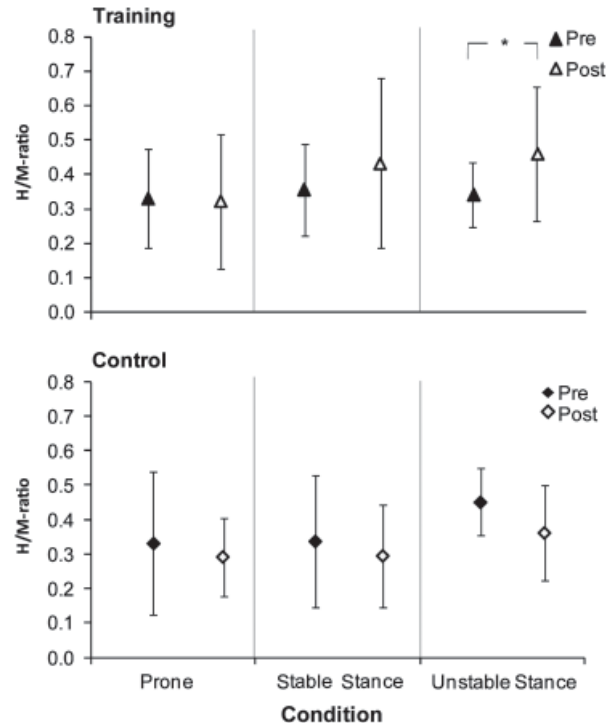 Training
Pre
Post
*
0.8
0.7
0.6
0.5
0.4
0.3
0.2
0.1
0.0
H/M-ratio
Control
Pre
Post
0.8
0.7
0.6
0.5
0.4
0.3
0.2
0.1
0.0
H/M-ratio
Prone
Stable Stance
Unstable Stance
Condition